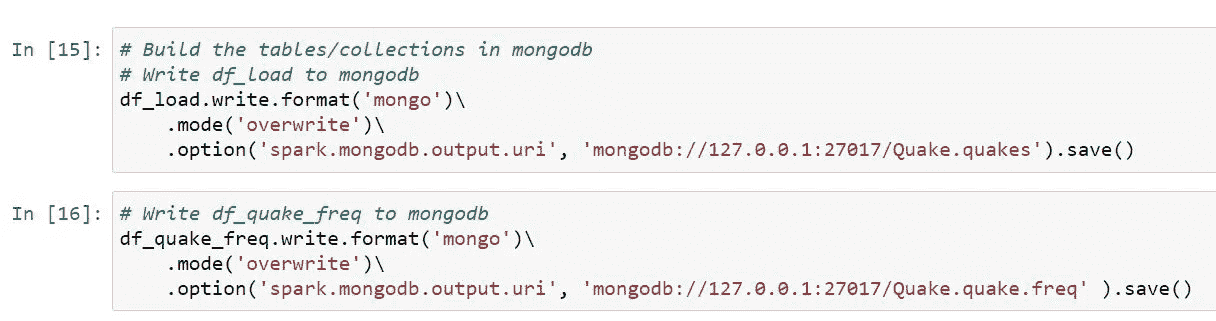 In [15]: # Build the tables/collections in mongodb
# Write df_load to mongodb
df_load.write.format('mongo')\
.mode('overwrite')\
.option('spark.mongodb.output.uri', 'mongodb://127.0.0.1:27017/Quake.quakes').save()
In [16]: # Write df_quake_freq to mongodb
df_quake_freq.write.format('mongo')\
.mode('overwrite')\
.option('spark.mongodb.output.uri', 'mongodb://127.0.0.1:27017/Quake.quake.freq' ).save()